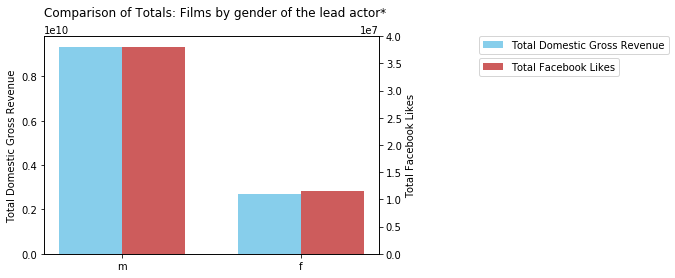 Comparison of Totals: Films by gender of the lead actor*
1e10
1e7
Total Domestic Gross Revenue
0.8
0.6
0.4
0.2
0.0
m
f
4.0
3.5
3.0
2.5
2.0
1.5
1.0
0.5
0.0
Total Facebook Likes
Total Domestic Gross Revenue
Total Facebook Likes